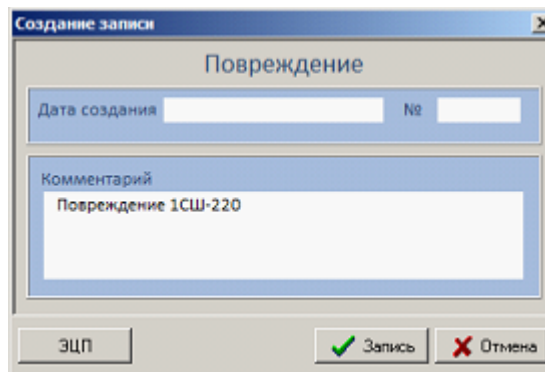 Создание записи
Повреждение
Дата создания №
Комментарий
Повреждение 1СШ-220
ЭЦП Запись Отмена